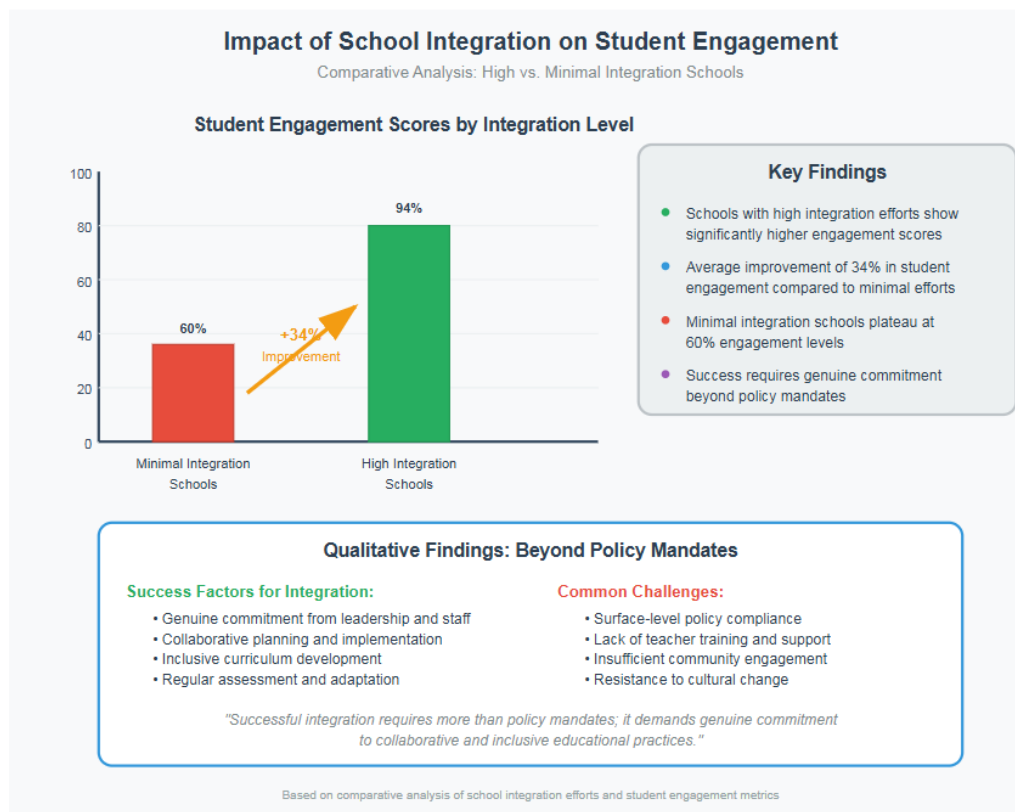 Impact of School Integration on Student Engagement
Comparative Analysis: High vs. Minimal Integration Schools
Student Engagement Scores by Integration Level
100
80
60
40
20
0
60%
94%
+34%
Improvement
Minimal Integration
Schools
High Integration
Schools
Key Findings
Schools with high integration efforts show
significantly higher engagement scores
Average improvement of 34% in student
engagement compared to minimal efforts
Minimal integration schools plateau at
60% engagement levels
Success requires genuine commitment
beyond policy mandates
Qualitative Findings: Beyond Policy Mandates
Success Factors for Integration:
• Genuine commitment from leadership and staff
• Collaborative planning and implementation
• Inclusive curriculum development
• Regular assessment and adaptation
Common Challenges:
• Surface-level policy compliance
• Lack of teacher training and support
• Insufficient community engagement
• Resistance to cultural change
"Successful integration requires more than policy mandates; it demands genuine commitment
to collaborative and inclusive educational practices."
Based on comparative analysis of school integration efforts and student engagement metrics